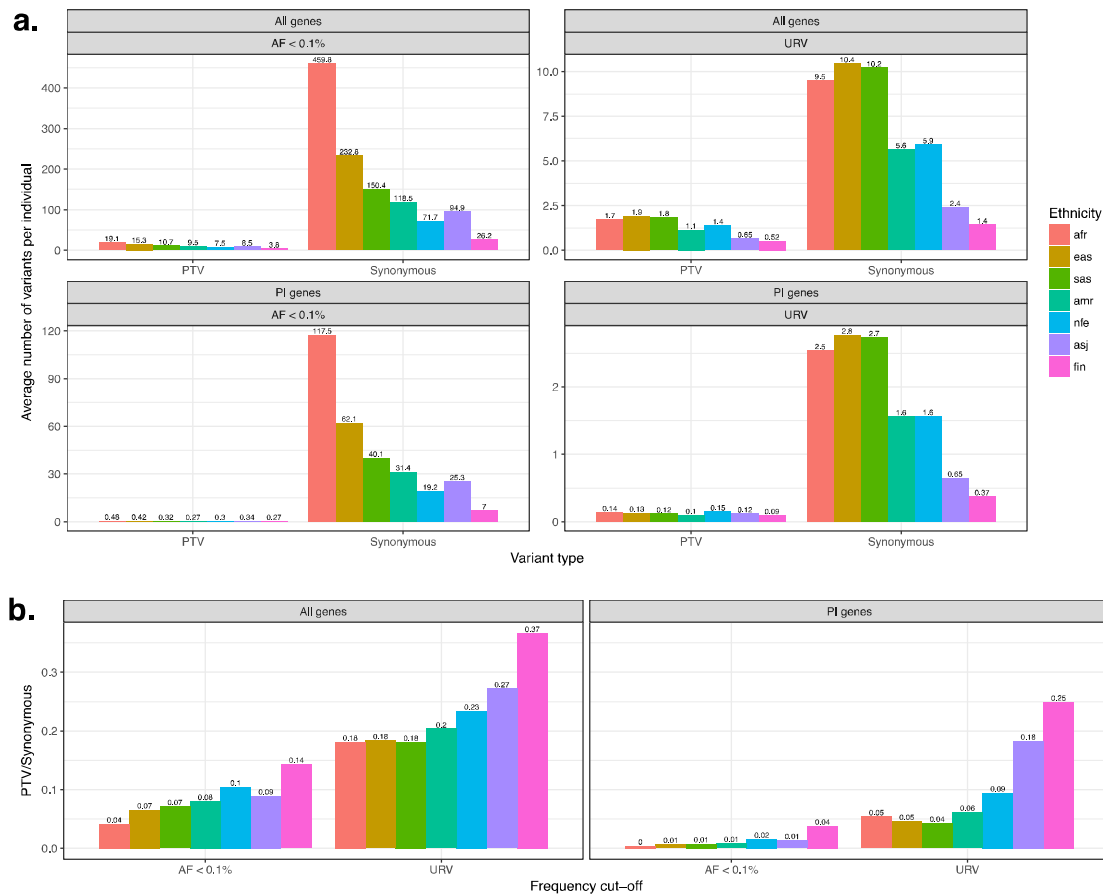 a.
All genes
AF < 0.1%
459.8
232.6
150.4
118.5
71.7
94.9
26.2
19.1
15.3
10.7
9.5
7.5
8.5
3.8
400
300
200
100
0
PTV
Synonymous
All genes
URV
9.5
10.4
10.2
5.6
5.9
2.4
1.4
1.7
1.9
1.8
1.1
1.4
0.65
0.52
10.0
7.5
5.0
2.5
0.0
PTV
Synonymous
PI genes
AF < 0.1%
117.5
62.1
40.1
31.4
19.2
25.3
7
0.48
0.42
0.32
0.27
0.3
0.34
0.27
120
90
60
30
0
PTV
Synonymous
PI genes
URV
2.5
2.8
2.7
1.6
1.6
0.65
0.37
0.14
0.13
0.12
0.1
0.15
0.12
0.09
2
1
0
PTV
Synonymous
Average number of variants per individual
Variant type
Ethnicity
afr
eas
sas
amr
nfe
asj
fin
b.
All genes
0.04
0.07
0.07
0.08
0.1
0.09
0.14
0.18
0.18
0.18
0.2
0.23
0.27
0.37
0.3
0.2
0.1
0.0
AF < 0.1%
URV
PI genes
0
0.01
0.01
0.01
0.02
0.01
0.04
0.05
0.05
0.04
0.06
0.09
0.18
0.25
AF < 0.1%
URV
PTV/Synonymous
Frequency cut-off